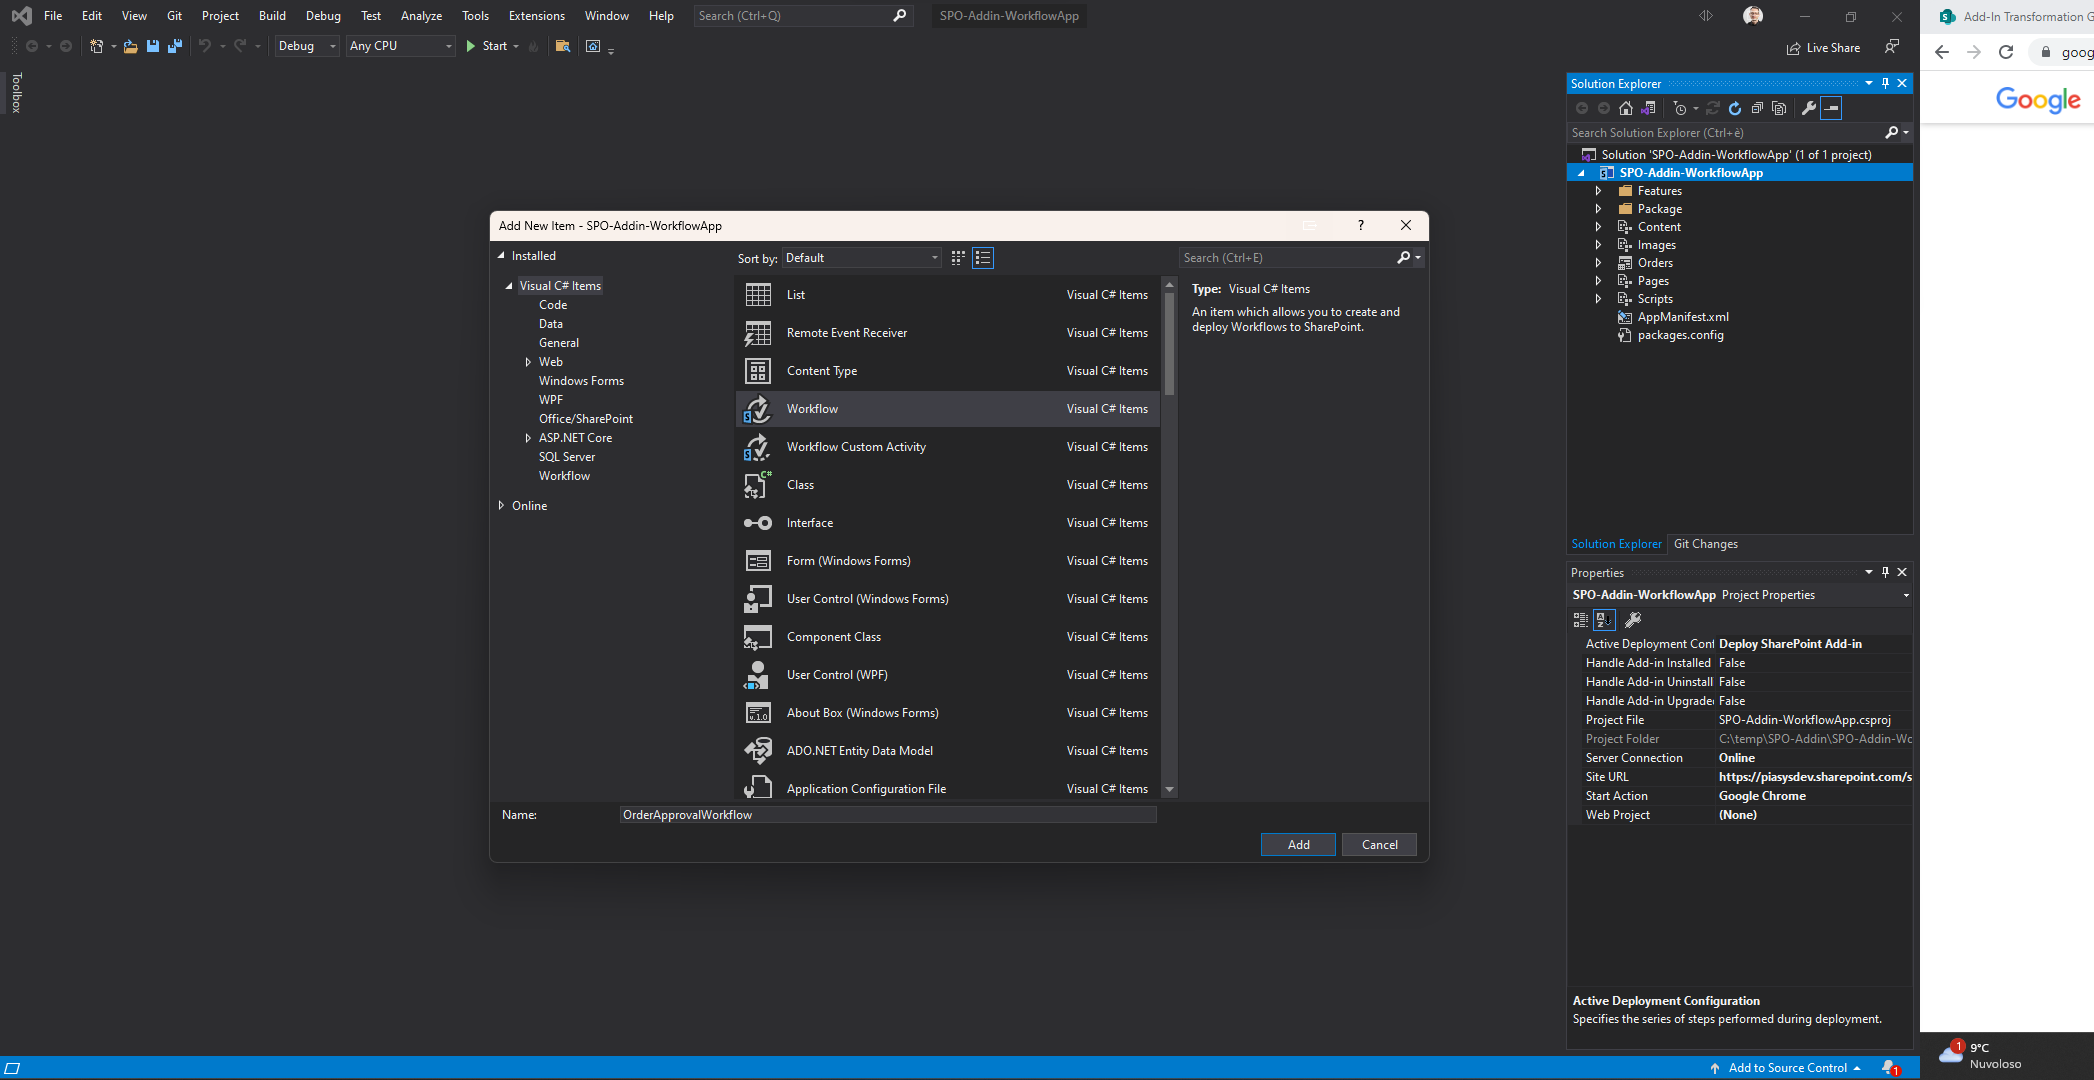 File Edit View Git Project Build Debug Test Analyze Tools Extensions Window Help Search (Ctrl+Q) SPO-Addin-WorkflowApp
Debug Any CPU Start
Live Share
Toolbox
Add New Item - SPO-Addin-WorkflowApp
?
Installed
Visual C# Items
Code
Data
General
Web
Windows Forms
WPF
Office/SharePoint
ASP.NET Core
SQL Server
Workflow
Online
Sort by: Default
Search (Ctrl+E)
List Visual C# Items
Remote Event Receiver Visual C# Items
Content Type Visual C# Items
Workflow Visual C# Items
Workflow Custom Activity Visual C# Items
Class Visual C# Items
Interface Visual C# Items
Form (Windows Forms) Visual C# Items
User Control (Windows Forms) Visual C# Items
Component Class Visual C# Items
User Control (WPF) Visual C# Items
About Box (Windows Forms) Visual C# Items
ADO.NET Entity Data Model Visual C# Items
Application Configuration File Visual C# Items
Type: Visual C# Items
An item which allows you to create and
deploy Workflows to SharePoint.
Name: OrderApprovalWorkflow
Add Cancel
Solution Explorer
Search Solution Explorer (Ctrl+è)
Solution 'SPO-Addin-WorkflowApp' (1 of 1 project)
SPO-Addin-WorkflowApp
Features
Package
Content
Images
Orders
Pages
Scripts
AppManifest.xml
packages.config
Solution Explorer Git Changes
Properties
SPO-Addin-WorkflowApp Project Properties
Active Deployment Conf Deploy SharePoint Add-in
Handle Add-in Installed False
Handle Add-in Uninstall False
Handle Add-in Upgraded False
Project File SPO-Addin-WorkflowApp.csproj
Project Folder C:\temp\SPO-Addin\SPO-Addin-Wo
Server Connection Online
Site URL https://piasysdev.sharepoint.com/s
Start Action Google Chrome
Web Project (None)
Active Deployment Configuration
Specifies the series of steps performed during deployment.
Add to Source Control
1
Add-In Transformation G
goog
Google
1
9°C
Nuvoloso